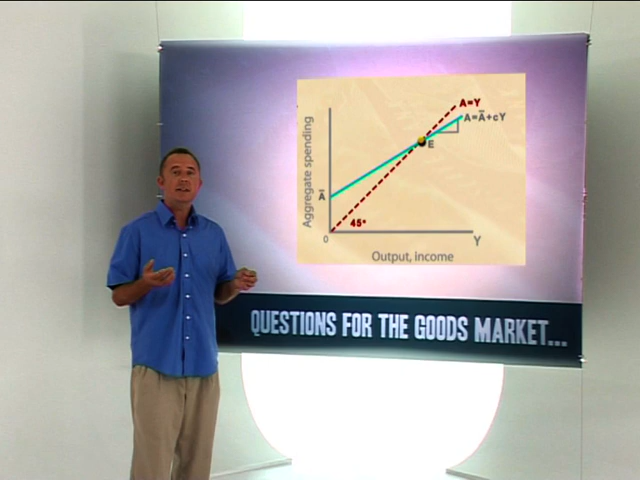 A=Y
A=A̅+cY
Aggregate spending
E
A̅
45°
0
Y
Output, income
QUESTIONS FOR THE GOODS MARKET...